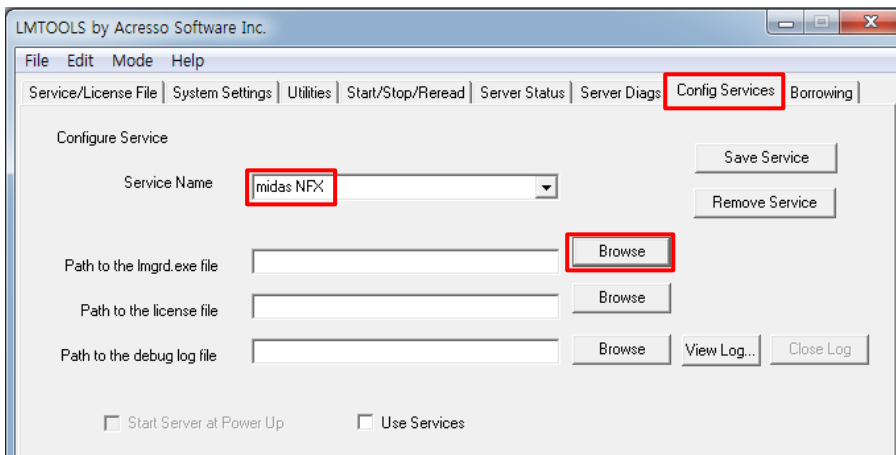 LMTOOLS by Acresso Software Inc.
File Edit Mode Help
Service/License File System Settings Utilities Start/Stop/Reread Server Status Server Diags Config Services Borrowing
Configure Service
Save Service
Service Name midas NFX
Remove Service
Path to the lmgrd.exe file Browse
Path to the license file Browse
Path to the debug log file Browse View Log... Close Log
Start Server at Power Up Use Services